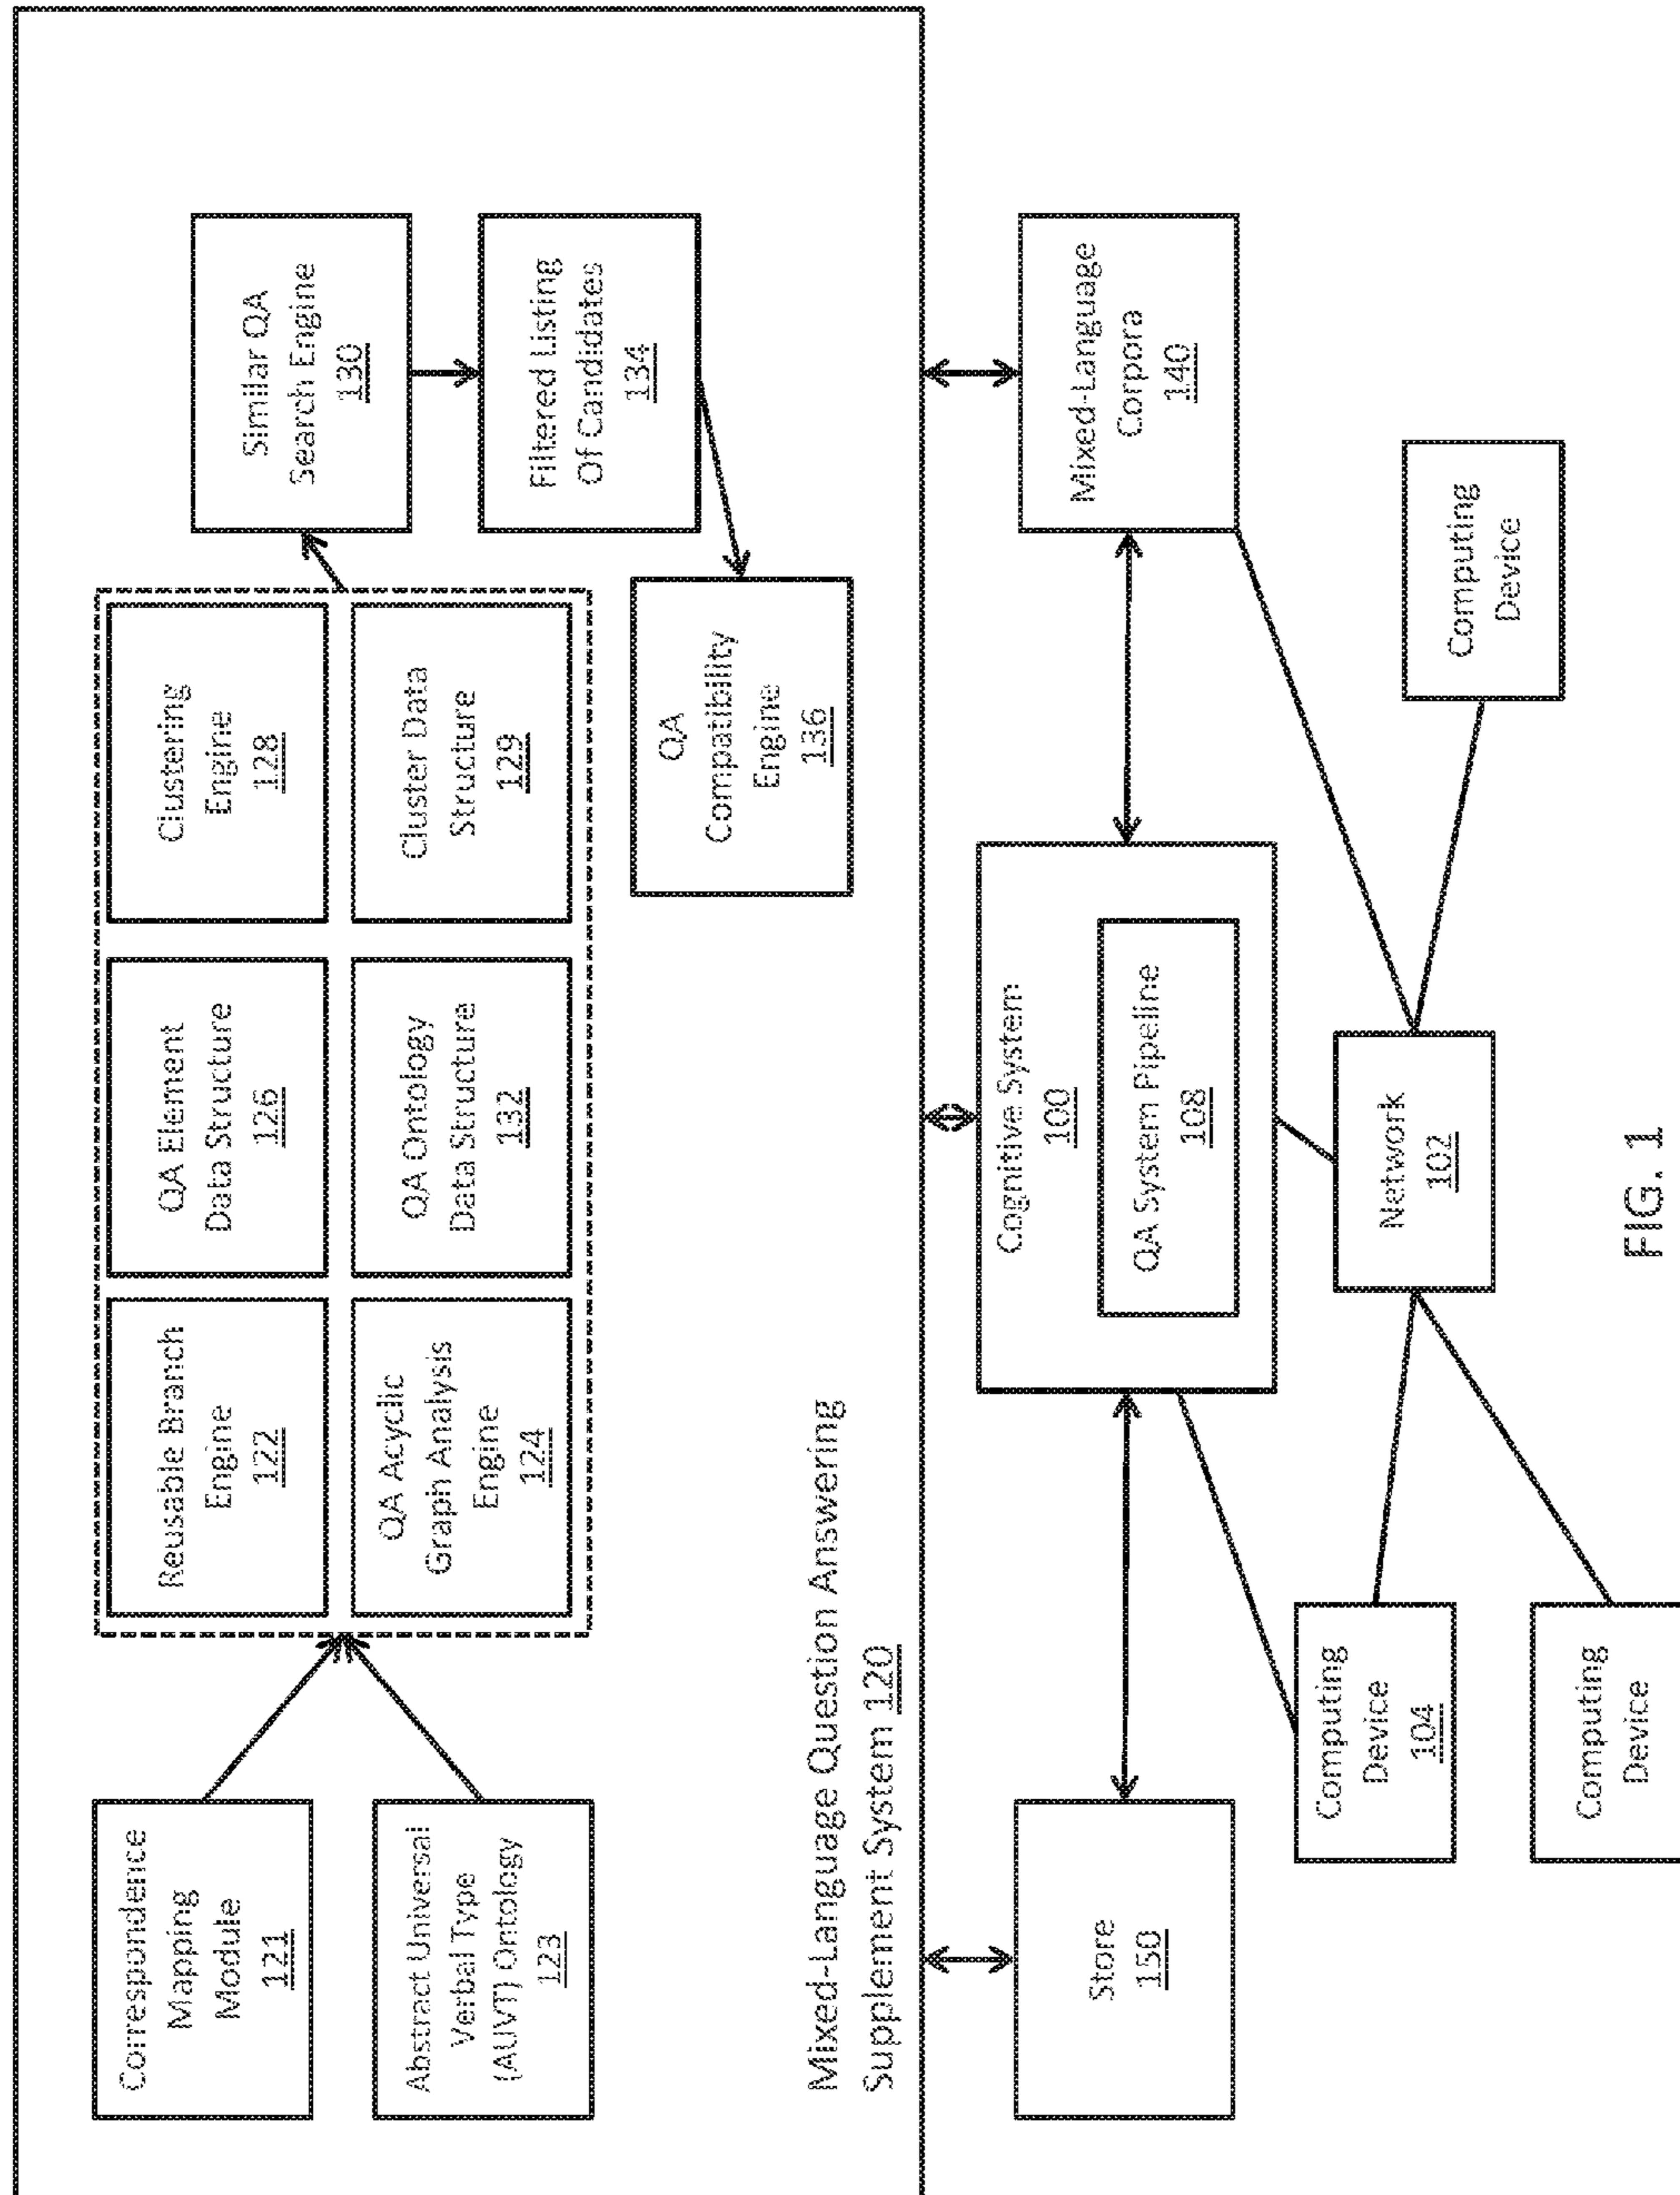 Correspondence
Mapping
Module
121
Abstract Universal
Verbal Type
(AUVT) Ontology
123
Reusable Branch
Engine
122
QA Acyclic
Graph Analysis
Engine
124
QA Element
Data Structure
126
QA Ontology
Data Structure
132
Clustering
Engine
128
Cluster Data
Structure
129
Similar QA
Search Engine
130
Filtered Listing
Of Candidates
134
QA
Compatibility
Engine
136
Mixed-Language Question Answering
Supplement System 120
Store
150
Cognitive System
100
QA System Pipeline
108
Mixed-Language
Corpora
140
Computing
Device
104
Network
102
Computing
Device
Computing
Device
FIG. 1